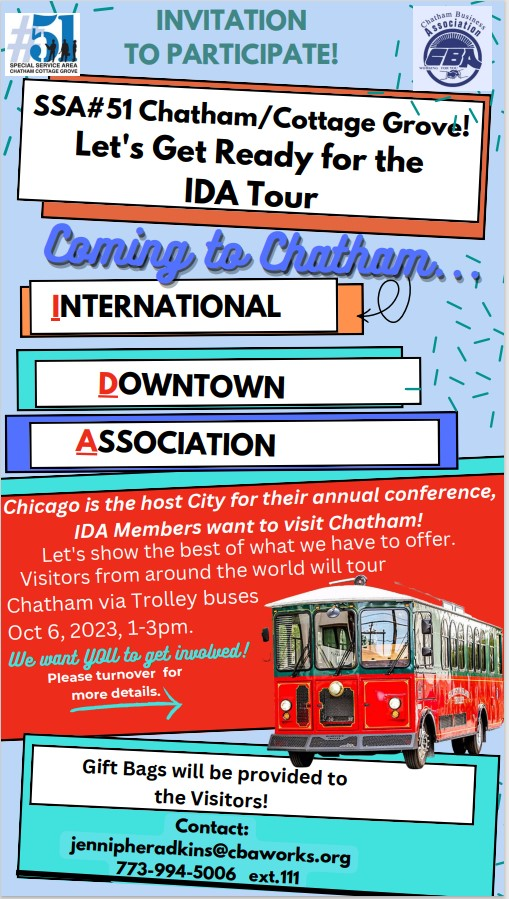 #51
SPECIAL SERVICE AREA
CHATHAM COTTAGE GROVE
INVITATION
TO PARTICIPATE!
Chatham Business
Association
CBA
SSA#51 Chatham/Cottage Grove!
Let's Get Ready for the
IDA Tour
Coming to Chatham...
INTERNATIONAL
DOWNTOWN
ASSOCIATION
Chicago is the host City for their annual conference,
IDA Members want to visit Chatham!
Let's show the best of what we have to offer.
Visitors from around the world will tour
Chatham via Trolley buses
Oct 6, 2023, 1-3pm.
We want YOU to get involved!
Please turnover for
more details.
Gift Bags will be provided to
the Visitors!
Contact:
jennipheradkins@cbaworks.org
773-994-5006 ext.111